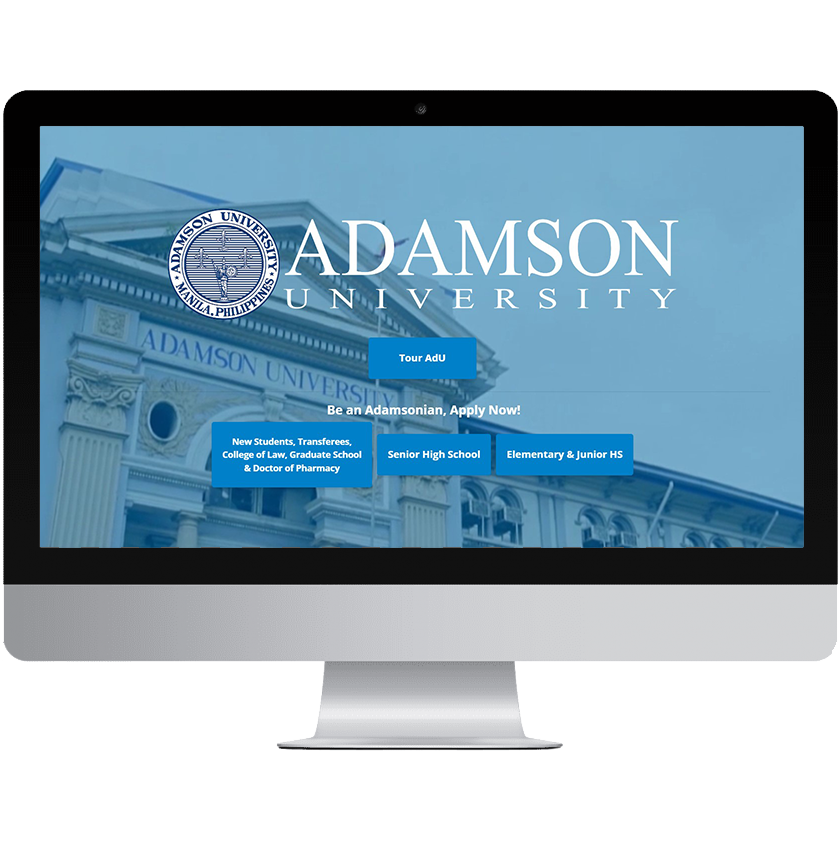 ADAMSON UNIVERSITY
MANILA, PHILIPPINES
ADAMSON
UNIVERSITY
Tour AdU
ADAMSON UNIVERSITY
Be an Adamsonian, Apply Now!
New Students, Transferees,
College of Law, Graduate School
& Doctor of Pharmacy
Senior High School
Elementary & Junior HS